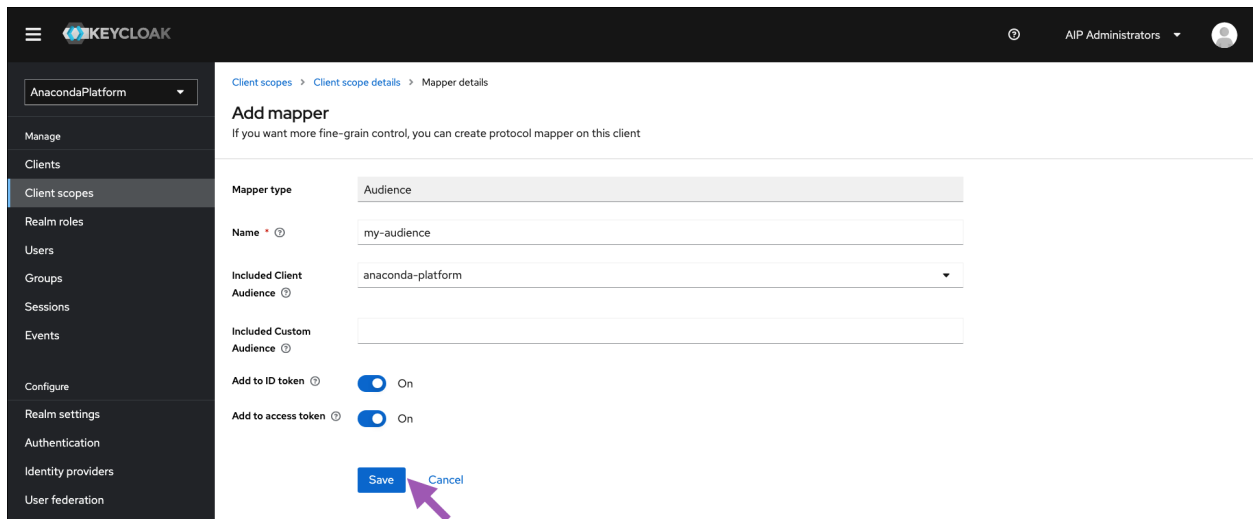 KEYCLOAK
AIP Administrators
AnacondaPlatform
Manage
Clients
Client scopes
Realm roles
Users
Groups
Sessions
Events
Configure
Realm settings
Authentication
Identity providers
User federation
Client scopes > Client scope details > Mapper details
Add mapper
If you want more fine-grain control, you can create protocol mapper on this client
Mapper type Audience
Name * my-audience
Included Client
Audience
anaconda-platform
Included Custom
Audience
Add to ID token On
Add to access token On
Save Cancel